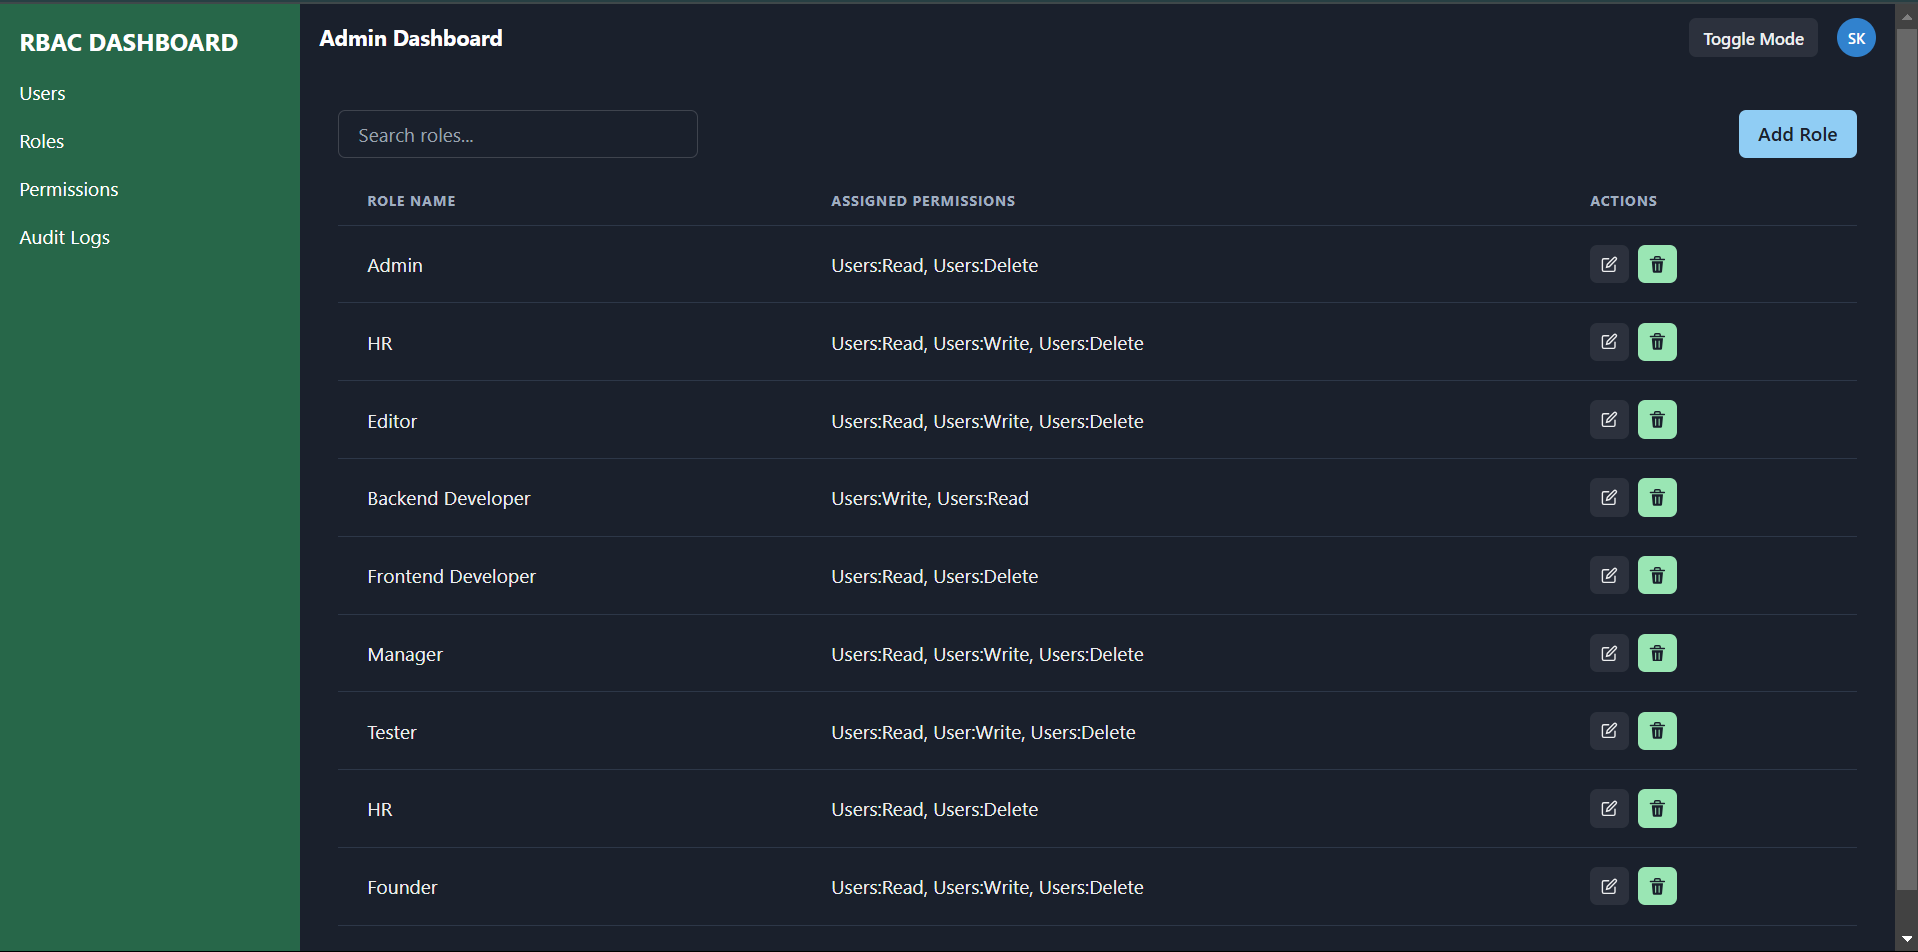 RBAC DASHBOARD
Users
Roles
Permissions
Audit Logs
Admin Dashboard
Toggle Mode
SK
Search roles...
Add Role
ROLE NAME ASSIGNED PERMISSIONS ACTIONS
Admin Users:Read, Users:Delete
HR Users:Read, Users:Write, Users:Delete
Editor Users:Read, Users:Write, Users:Delete
Backend Developer Users:Write, Users:Read
Frontend Developer Users:Read, Users:Delete
Manager Users:Read, Users:Write, Users:Delete
Tester Users:Read, User:Write, Users:Delete
HR Users:Read, Users:Delete
Founder Users:Read, Users:Write, Users:Delete